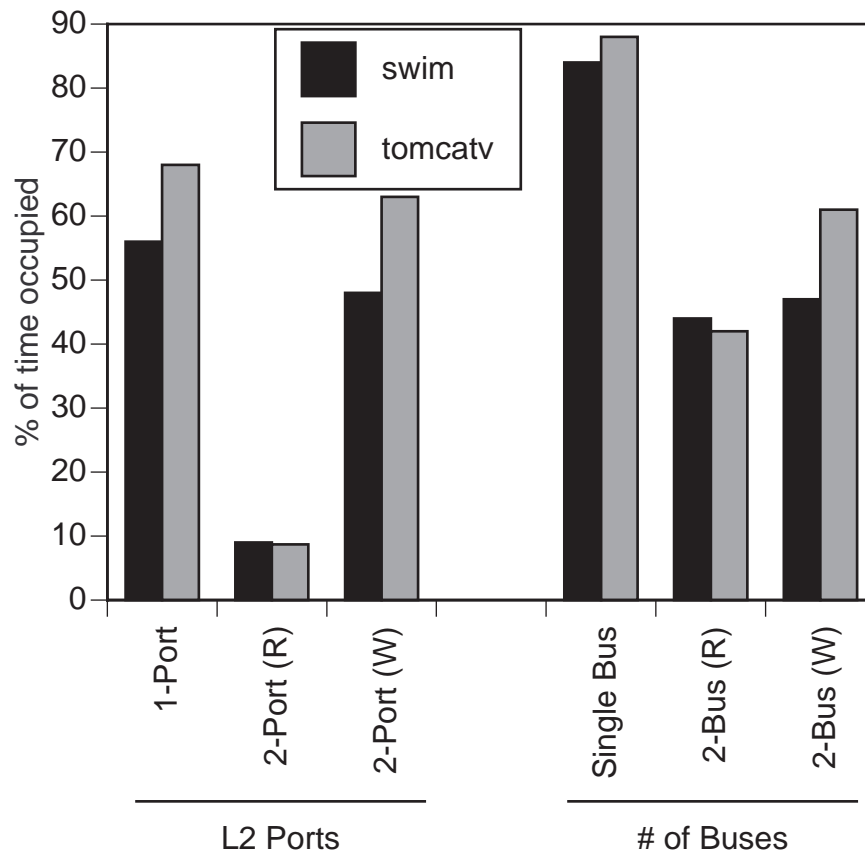 90
80
70
60
50
40
30
20
10
0
% of time occupied
swim
tomcatv
1-Port
2-Port (R)
2-Port (W)
Single Bus
2-Bus (R)
2-Bus (W)
L2 Ports
# of Buses